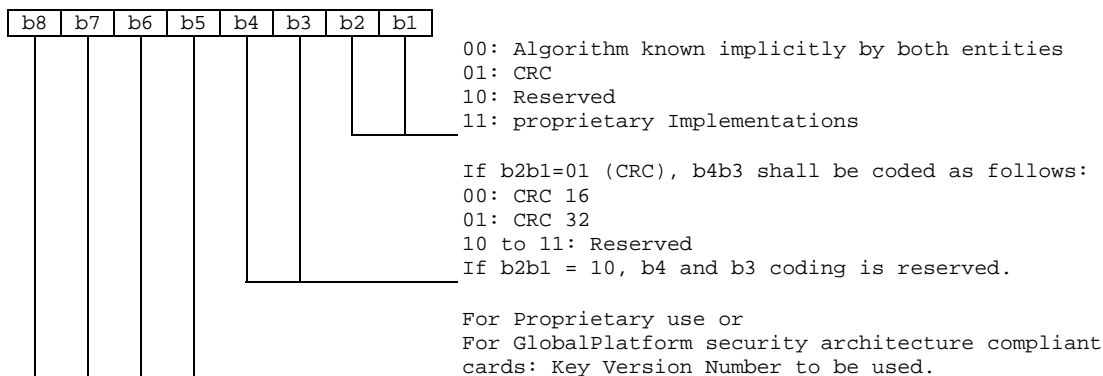 b8 b7 b6 b5 b4 b3 b2 b1
00: Algorithm known implicitly by both entities
01: CRC
10: Reserved
11: proprietary Implementations
If b2b1=01 (CRC), b4b3 shall be coded as follows:
00: CRC 16
01: CRC 32
10 to 11: Reserved
If b2b1 = 10, b4 and b3 coding is reserved.
For Proprietary use or
For GlobalPlatform security architecture compliant
cards: Key Version Number to be used.